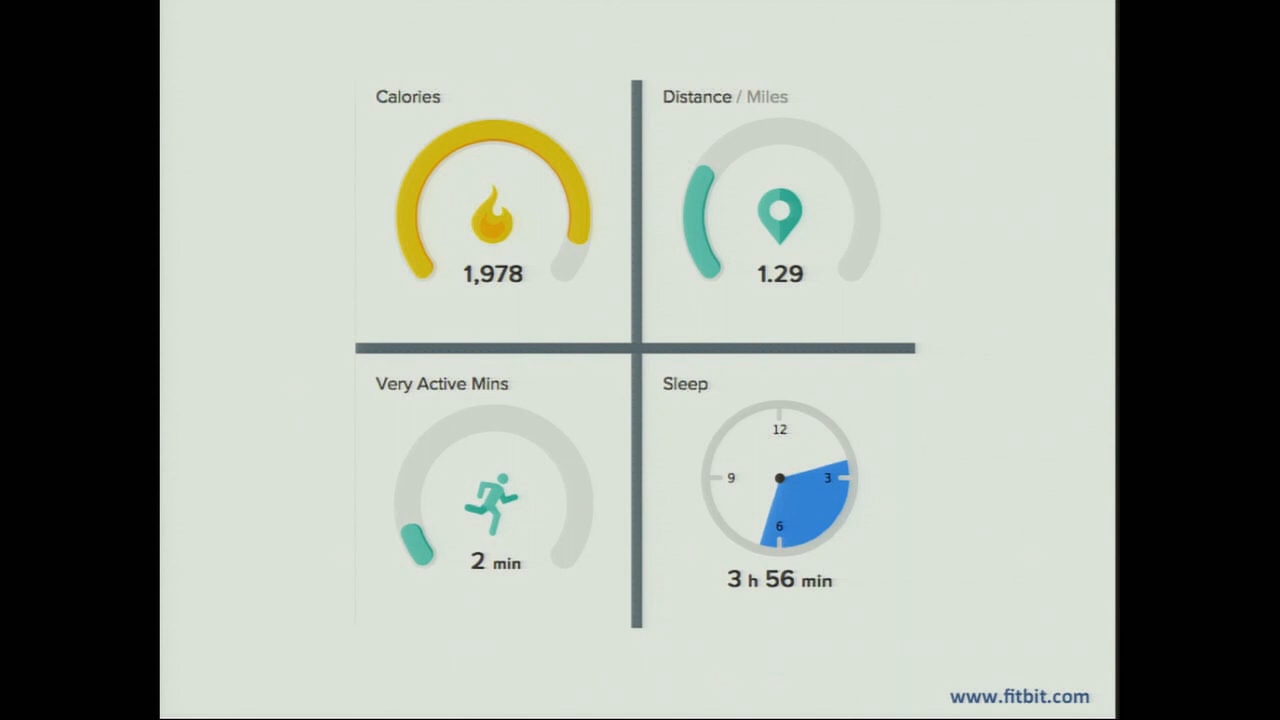 Calories
1,978
Distance / Miles
1.29
Very Active Mins
2 min
Sleep
12
9
3
6
3 h 56 min
www.fitbit.com